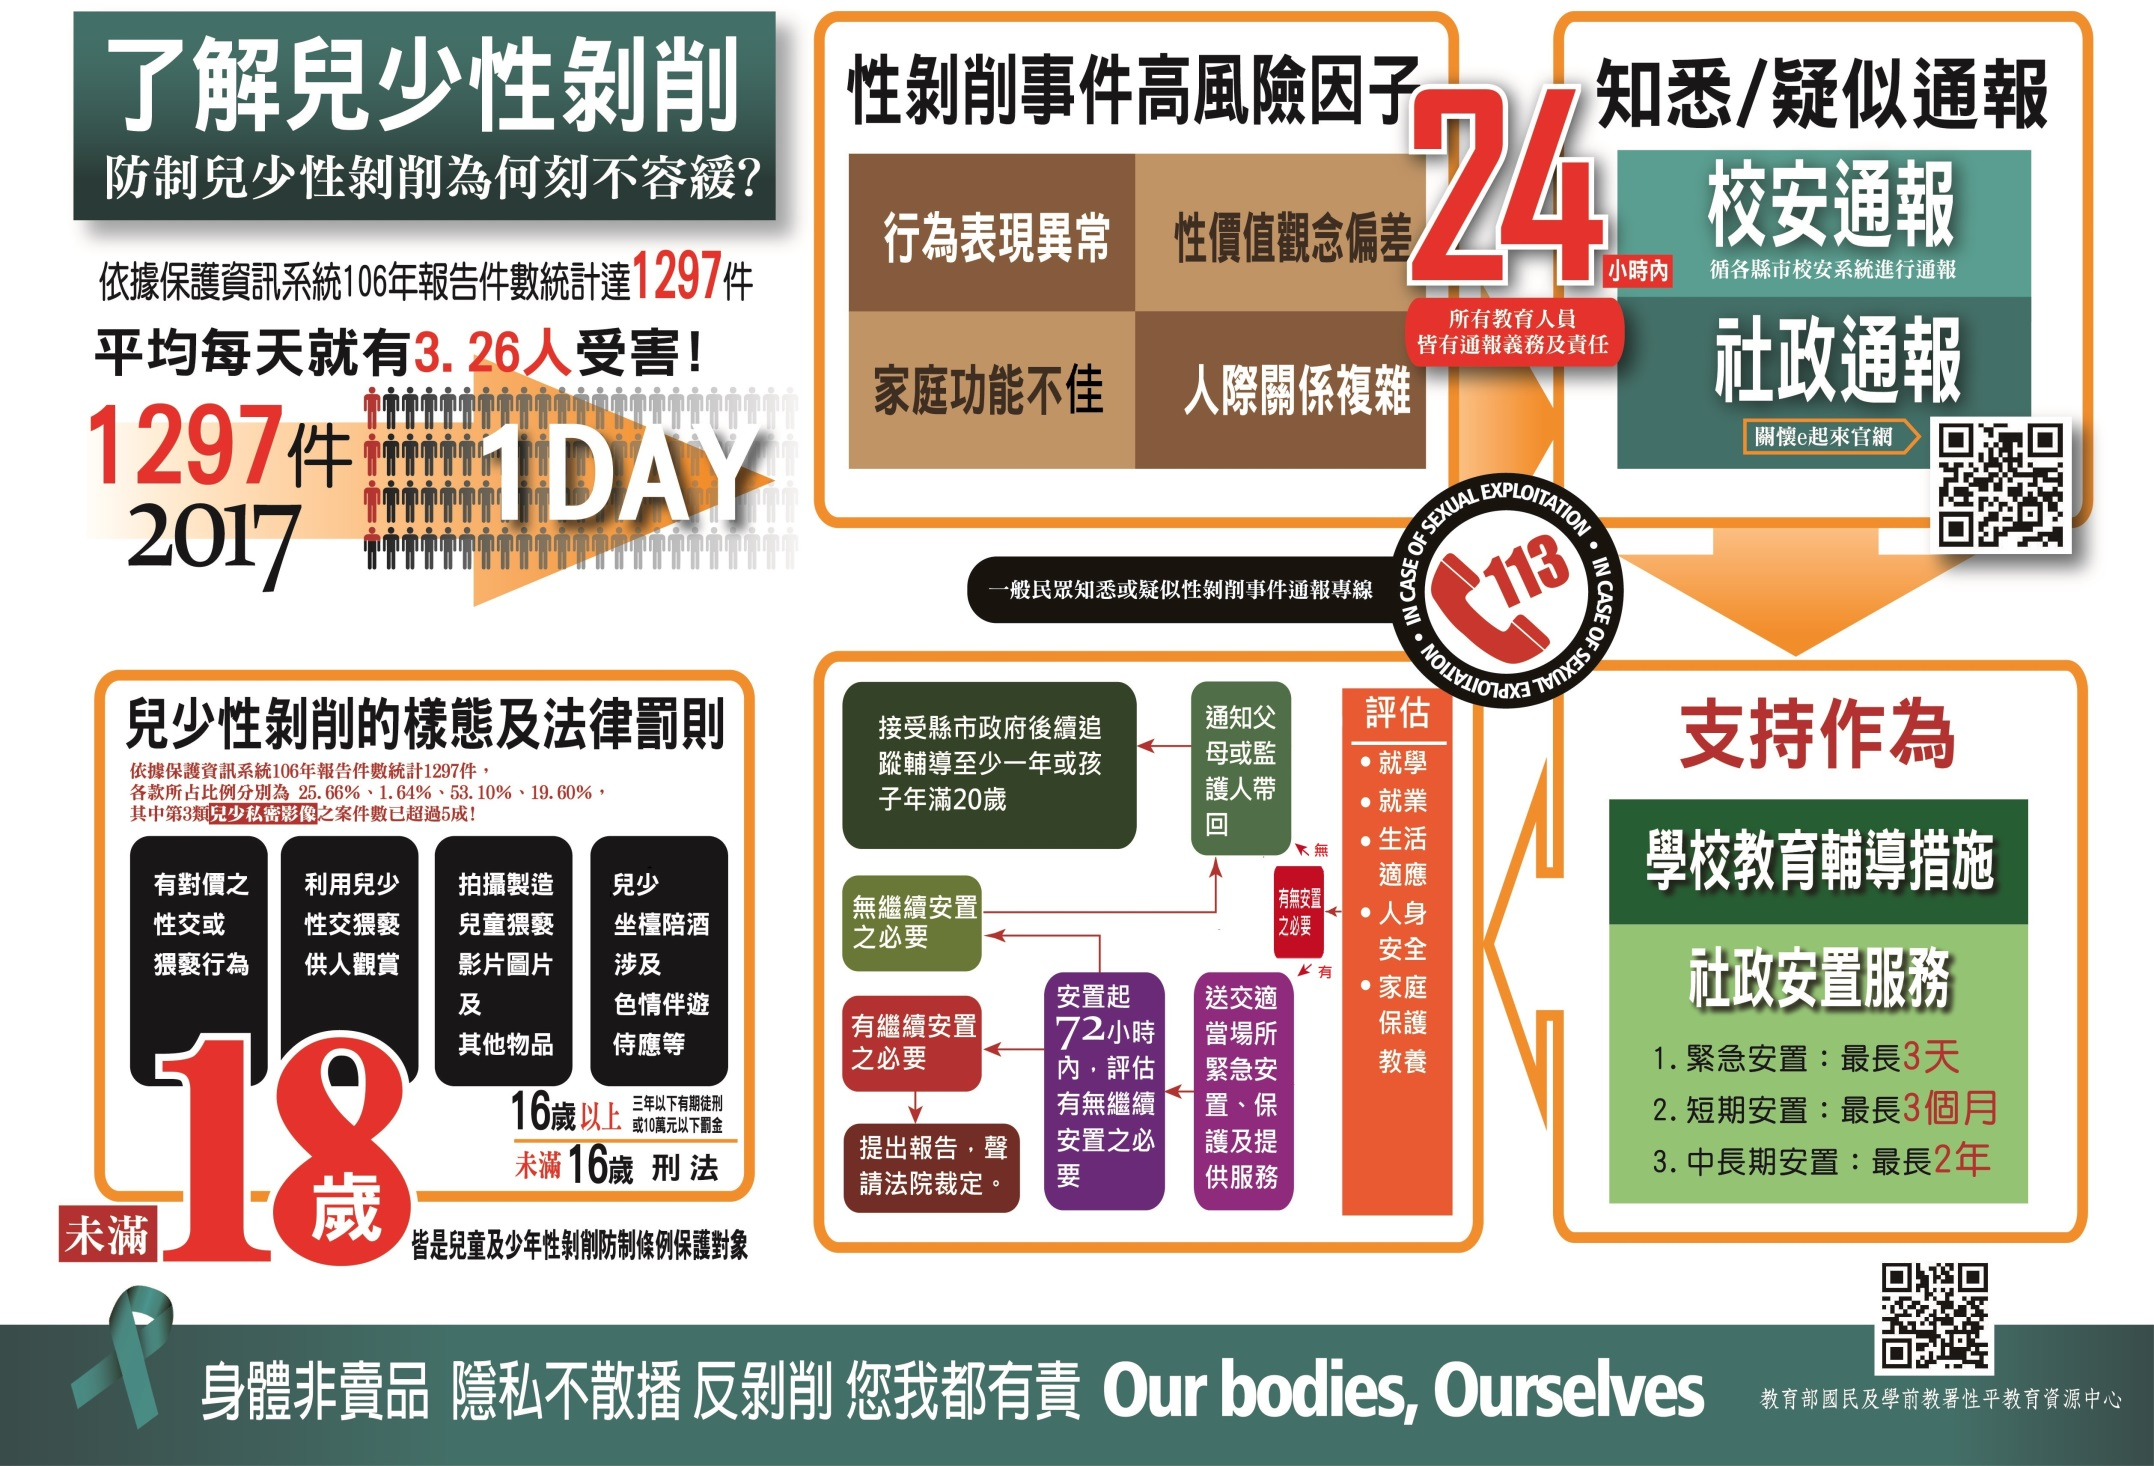 了解兒少性剝削
防制兒少性剝削為何刻不容緩?
依據保護資訊系統106年報告件數統計達1297件
平均每天就有3.26人受害!
1297件
2017
1DAY
性剝削事件高風險因子
行為表現異常
性價值觀念偏差
家庭功能不佳
人際關係複雜
24
小時內
所有教育人員
皆有通報義務及責任
知悉/疑似通報
校安通報
循各縣市校安系統進行通報
社政通報
關懷e起來官網
一般民眾知悉或疑似性剝削事件通報專線
IN CASE OF SEXUAL EXPLOITATION • IN CASE OF SEXUAL EXPLOITATION •
113
兒少性剝削的樣態及法律罰則
依據保護資訊系統106年報告件數統計1297件，
各款所占比例分別為 25.66%、1.64%、53.10%、19.60%，
其中第3類兒少私密影像之案件數已超過5成!
有對價之
性交或
猥褻行為
利用兒少
性交猥褻
供人觀賞
拍攝製造
兒童猥褻
影片圖片
及
其他物品
兒少
坐檯陪酒
涉及
色情伴遊
侍應等
16歲以上 三年以下有期徒刑
或10萬元以下罰金
未滿16歲 刑法
未滿
18
歲
皆是兒童及少年性剝削防制條例保護對象
接受縣市政府後續追
蹤輔導至少一年或孩
子年滿20歲
通知父
母或監
護人帶
回
無
有無安置
之必要
有
無繼續安置
之必要
有繼續安置
之必要
提出報告，聲
請法院裁定。
安置起
72小時
內，評估
有無繼續
安置之必
要
送交適
當場所
緊急安
置、保
護及提
供服務
評估
•就學
•就業
•生活
適應
•人身
安全
•家庭
保護
教養
支持作為
學校教育輔導措施
社政安置服務
1. 緊急安置：最長3天
2. 短期安置：最長3個月
3. 中長期安置：最長2年
身體非賣品 隱私不散播 反剝削 您我都有責 Our bodies, Ourselves
教育部國民及學前教署性平教育資源中心